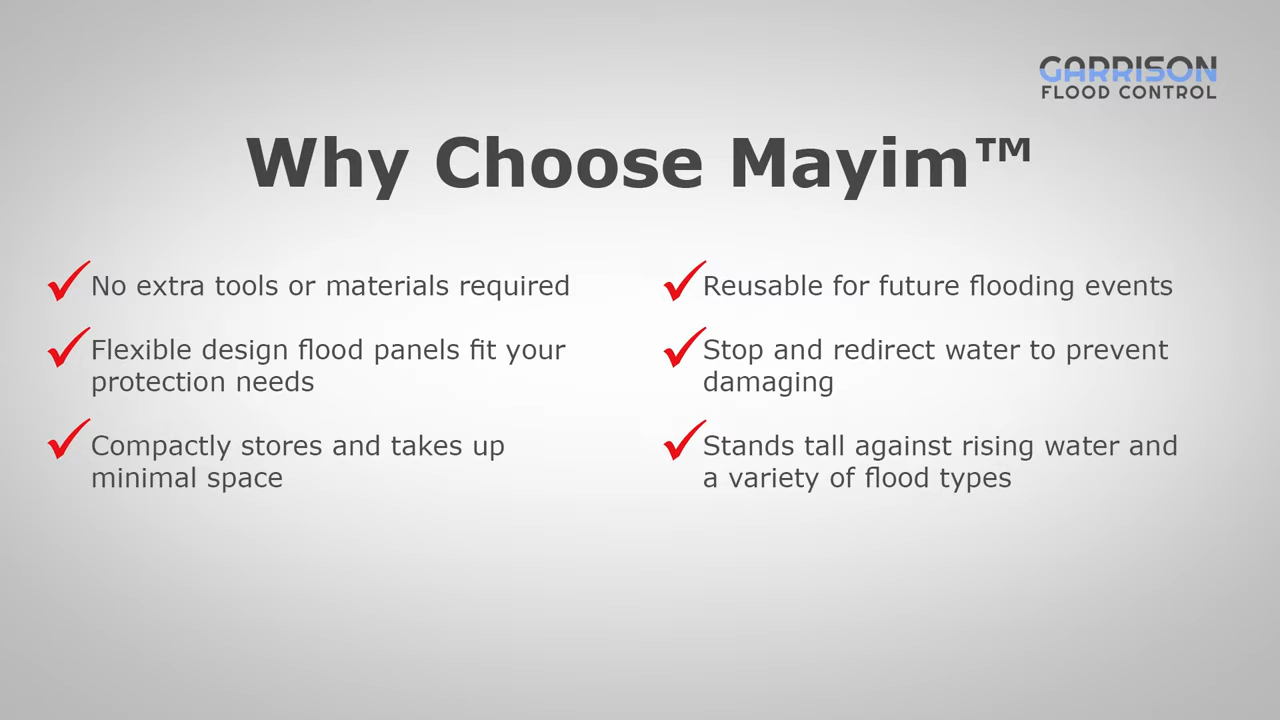 GARRISON
FLOOD CONTROL
Why Choose Mayim™
No extra tools or materials required
Flexible design flood panels fit your
protection needs
Compactly stores and takes up
minimal space
Reusable for future flooding events
Stop and redirect water to prevent
damaging
Stands tall against rising water and
a variety of flood types